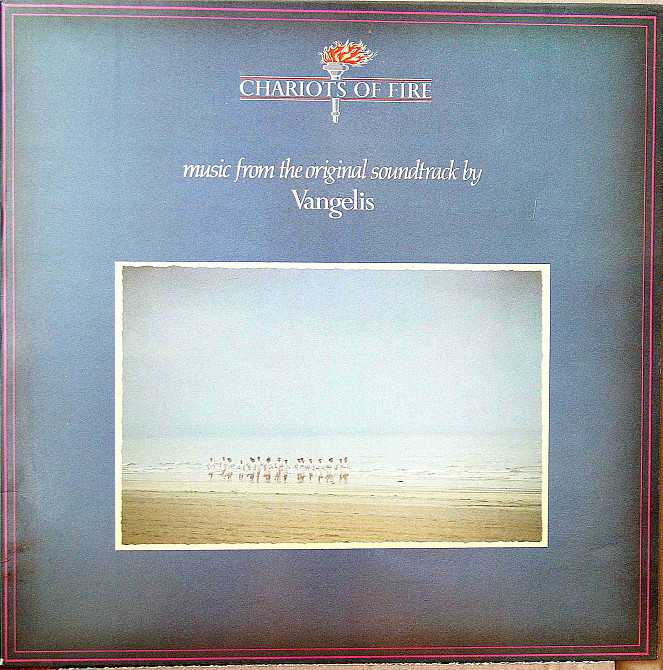 CHARIOTS OF FIRE
music from the original soundtrack by
Vangelis